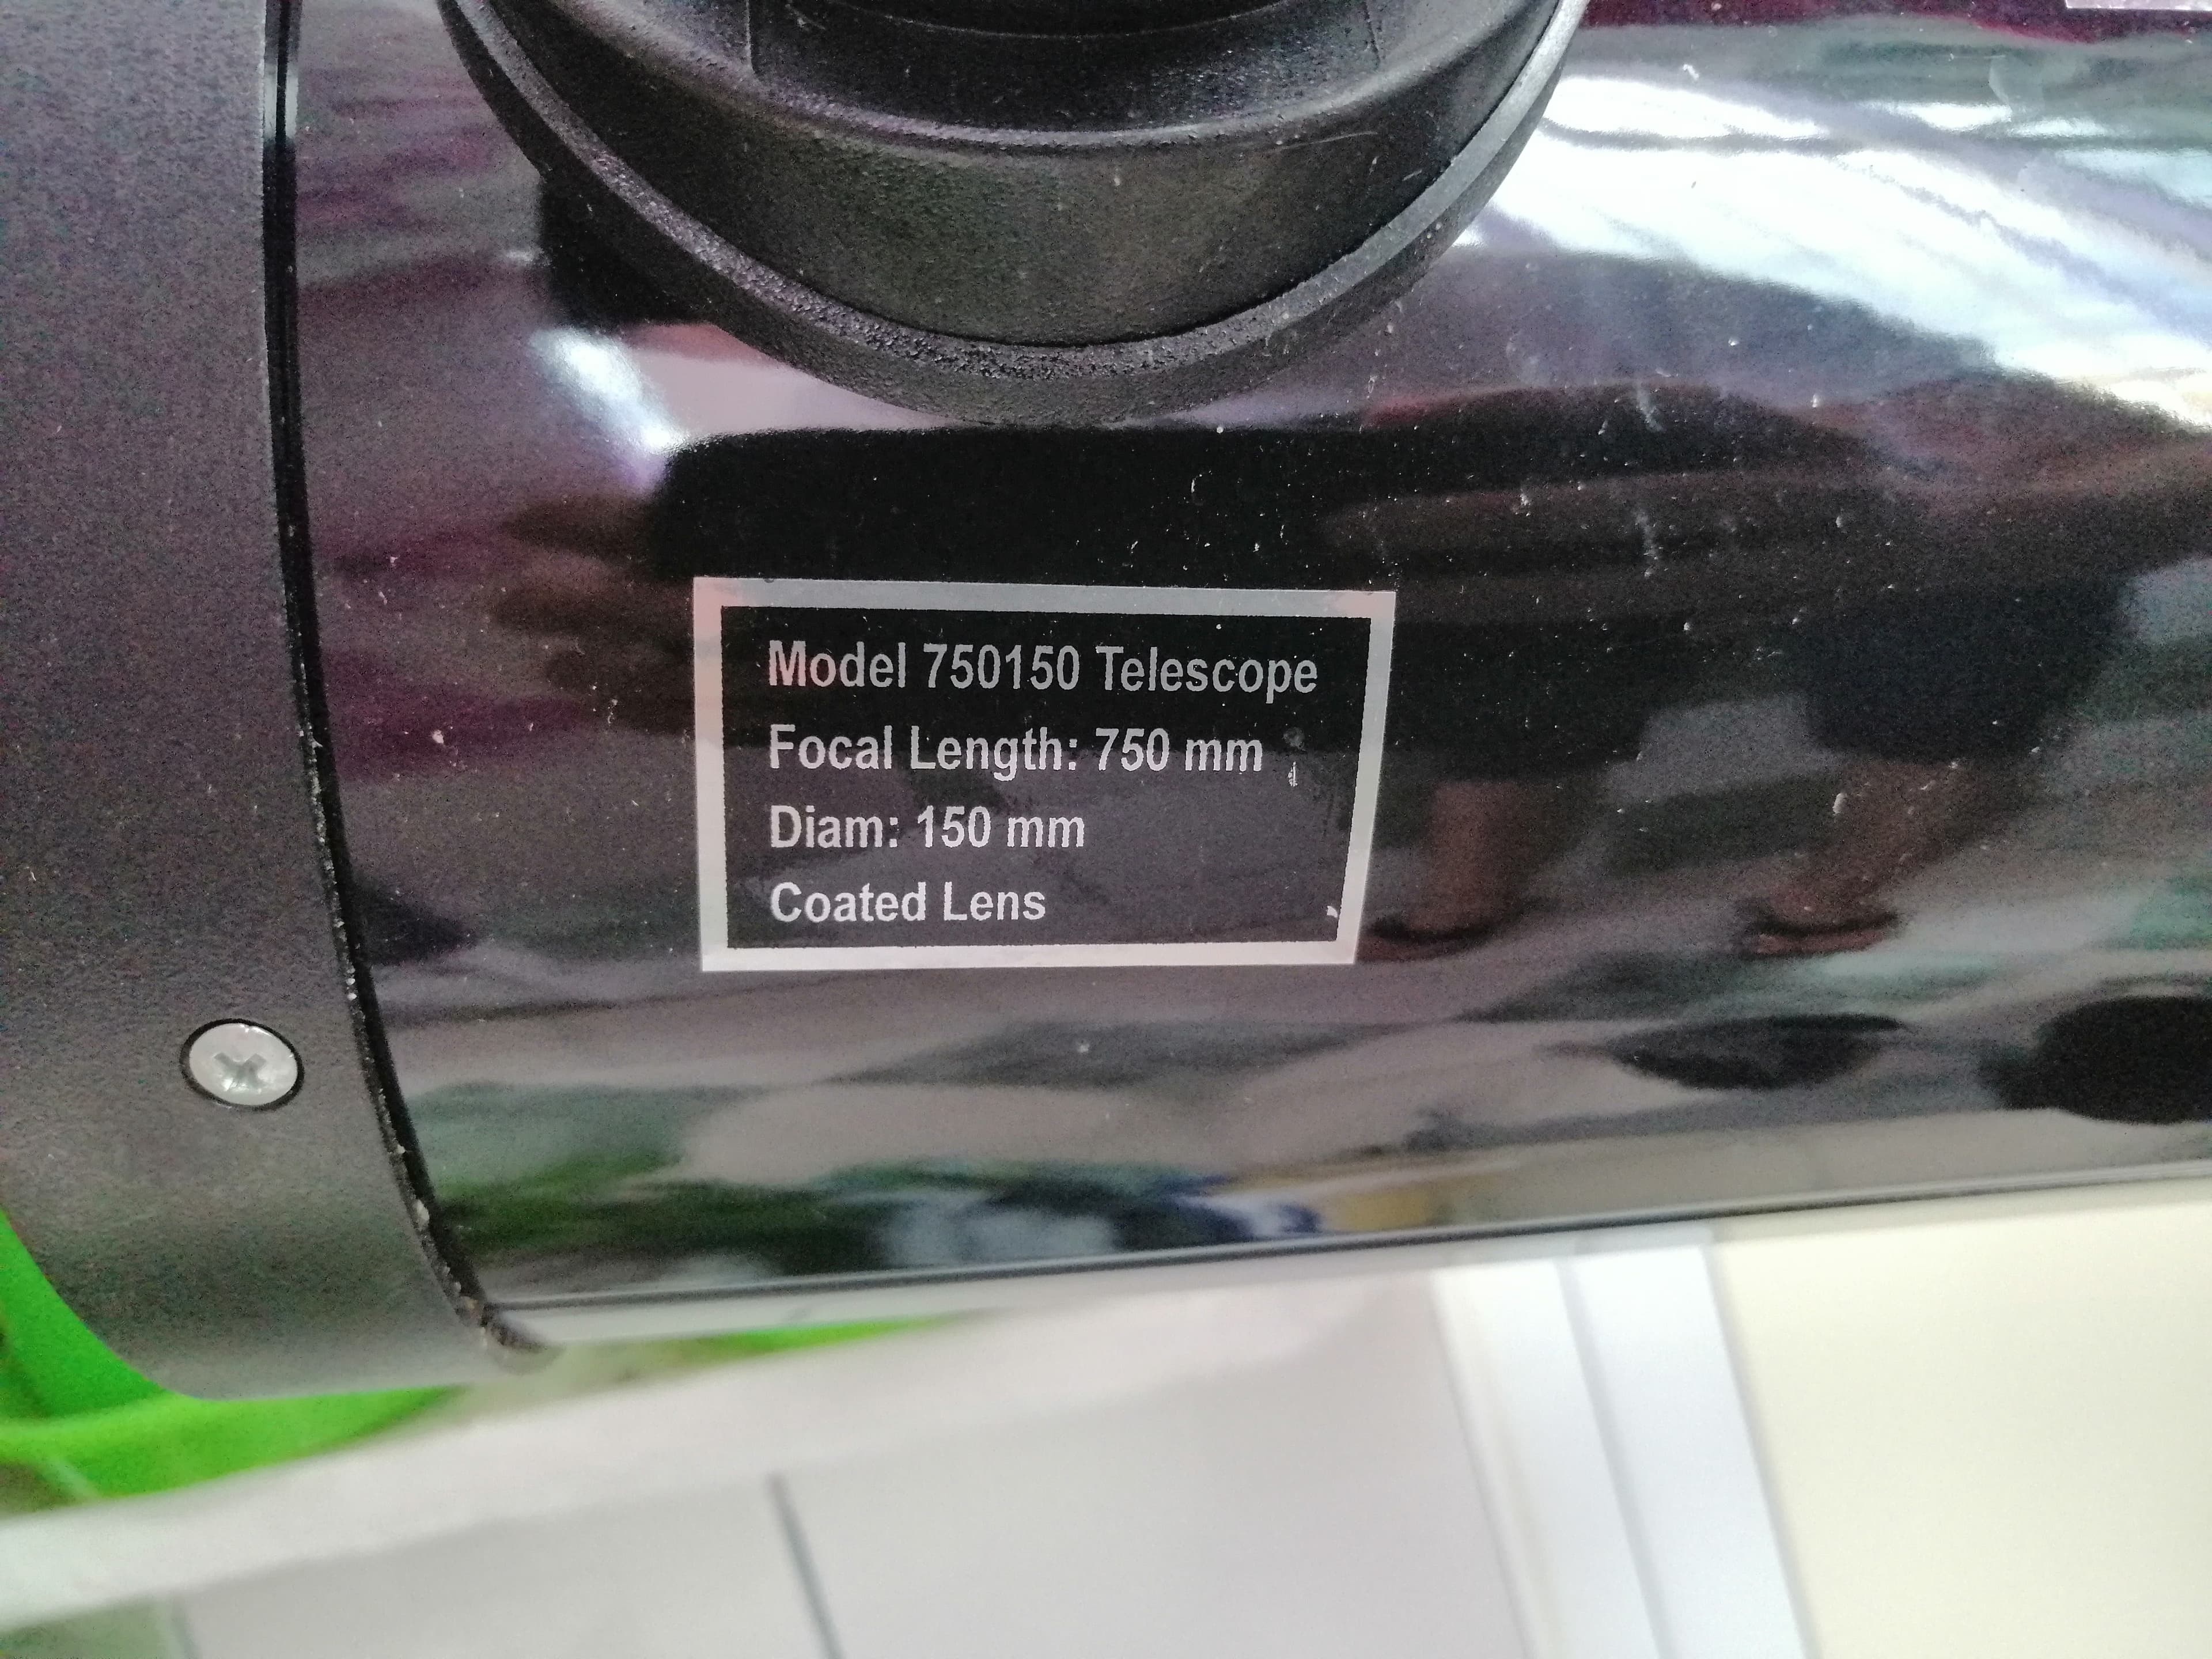 Model 750150 Telescope
Focal Length: 750 mm
Diam: 150 mm
Coated Lens